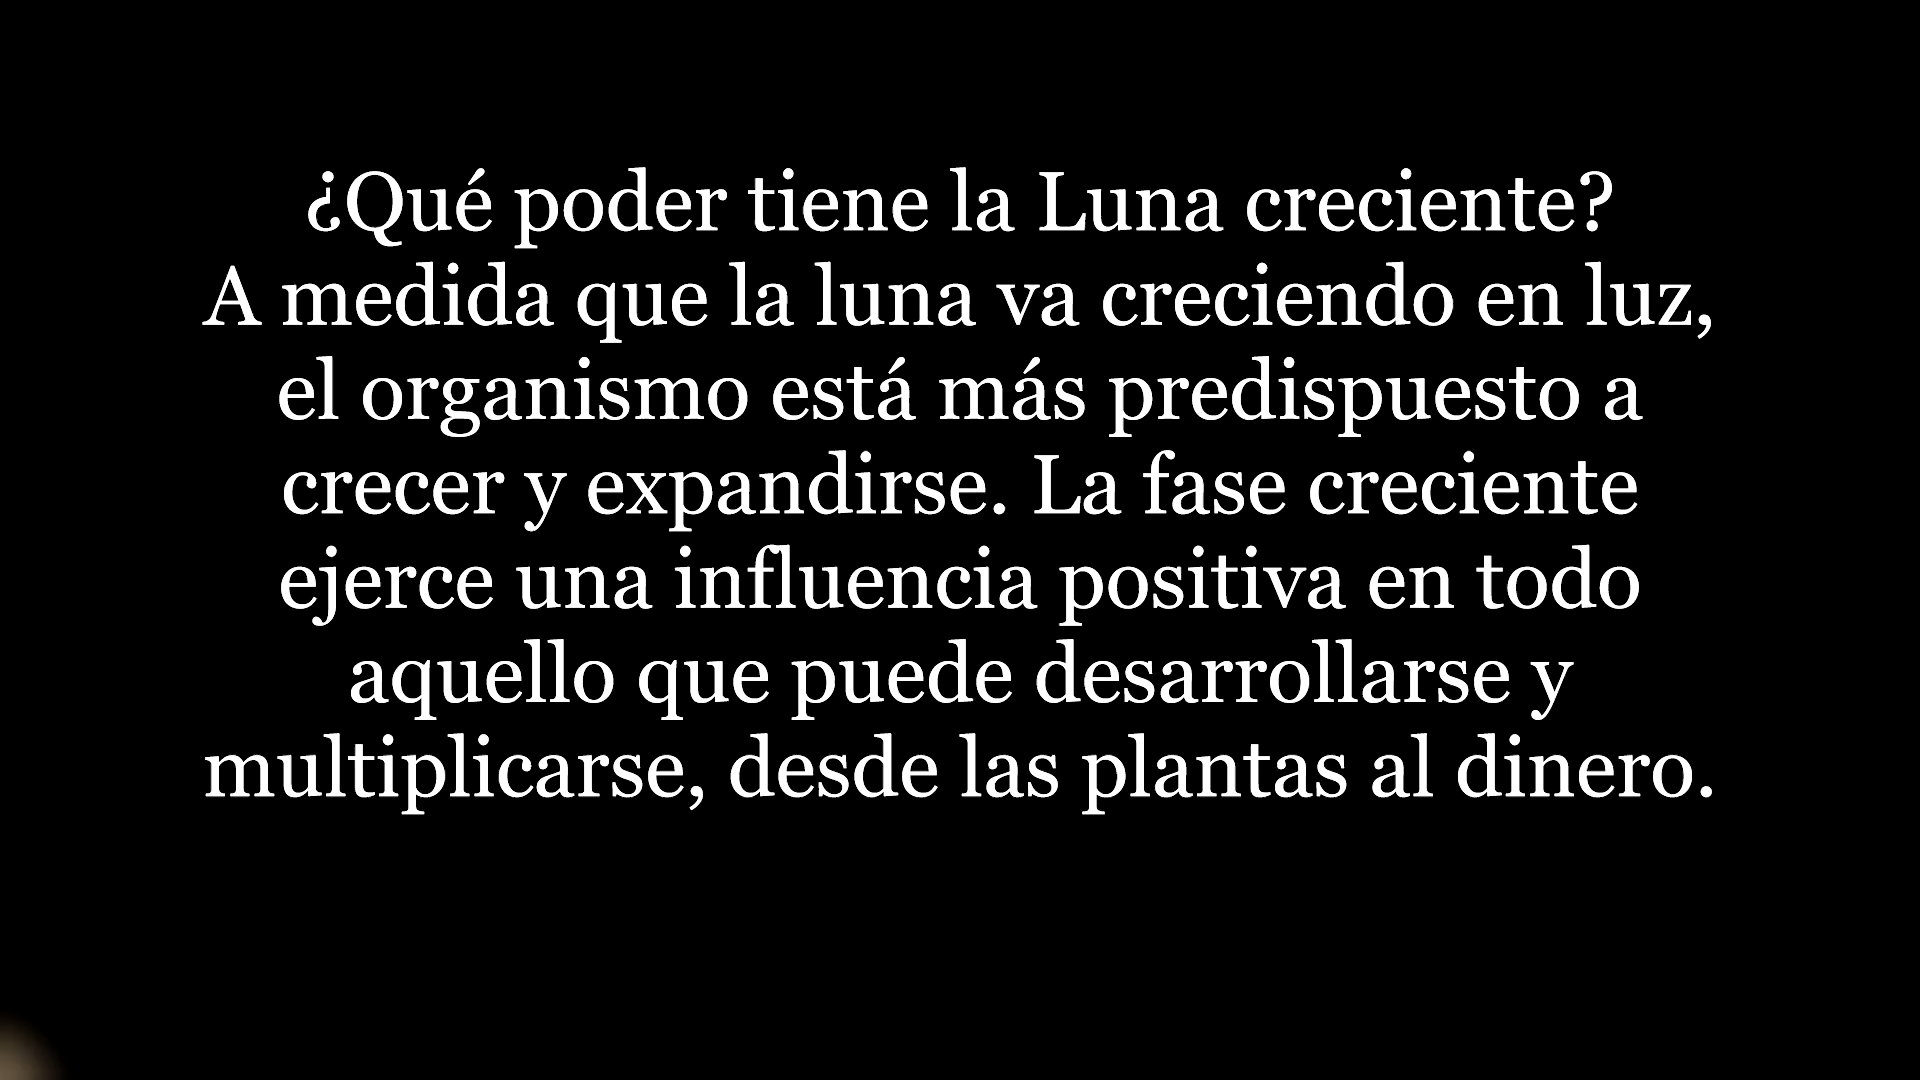 ¿Qué poder tiene la Luna creciente?
A medida que la luna va creciendo en luz,
el organismo está más predispuesto a
crecer y expandirse. La fase creciente
ejerce una influencia positiva en todo
aquello que puede desarrollarse y
multiplicarse, desde las plantas al dinero.